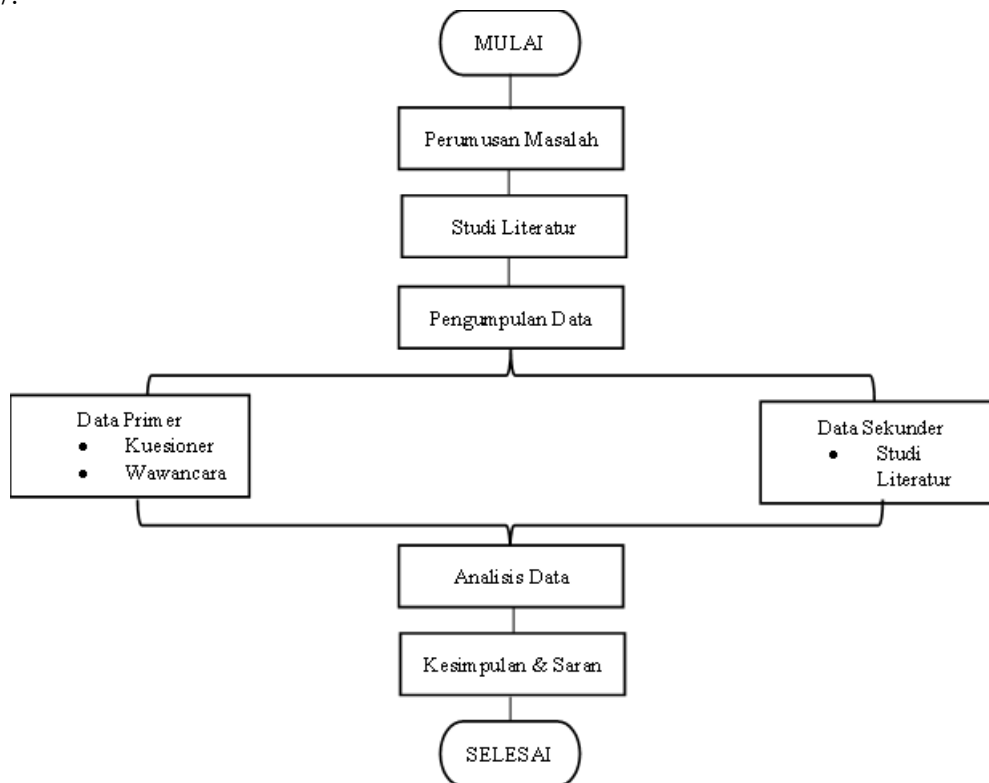 MULAI
Perumusan Masalah
Studi Literatur
Pengumpulan Data
Data Primer
• Kuesioner
• Wawancara
Data Sekunder
• Studi
Literatur
Analisis Data
Kesimpulan & Saran
SELESAI